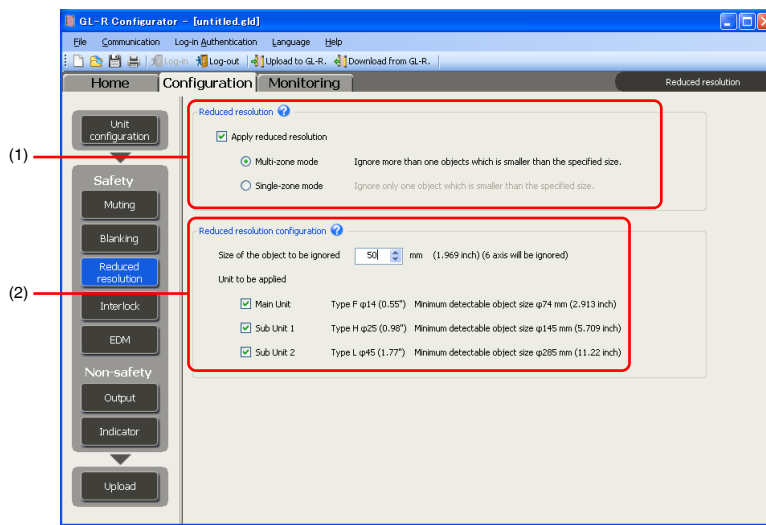 GL-R Configurator - [untitled.gld]
File Communication Log-in Authentication Language Help
Log-in Log-out Upload to GL-R. Download from GL-R.
Home Configuration Monitoring Reduced resolution
(1)
(2)
Unit configuration
Safety
Muting
Blanking
Reduced resolution
Interlock
EDM
Non-safety
Output
Indicator
Upload
Reduced resolution ?
Apply reduced resolution
Multi-zone mode Ignore more than one objects which is smaller than the specified size.
Single-zone mode Ignore only one object which is smaller than the specified size.
Reduced resolution configuration ?
Size of the object to be ignored 50 mm (1.969 inch) (6 axis will be ignored)
Unit to be applied
Main Unit Type F φ14 (0.55") Minimum detectable object size φ74 mm (2.913 inch)
Sub Unit 1 Type H φ25 (0.98") Minimum detectable object size φ145 mm (5.709 inch)
Sub Unit 2 Type L φ45 (1.77") Minimum detectable object size φ285 mm (11.22 inch)